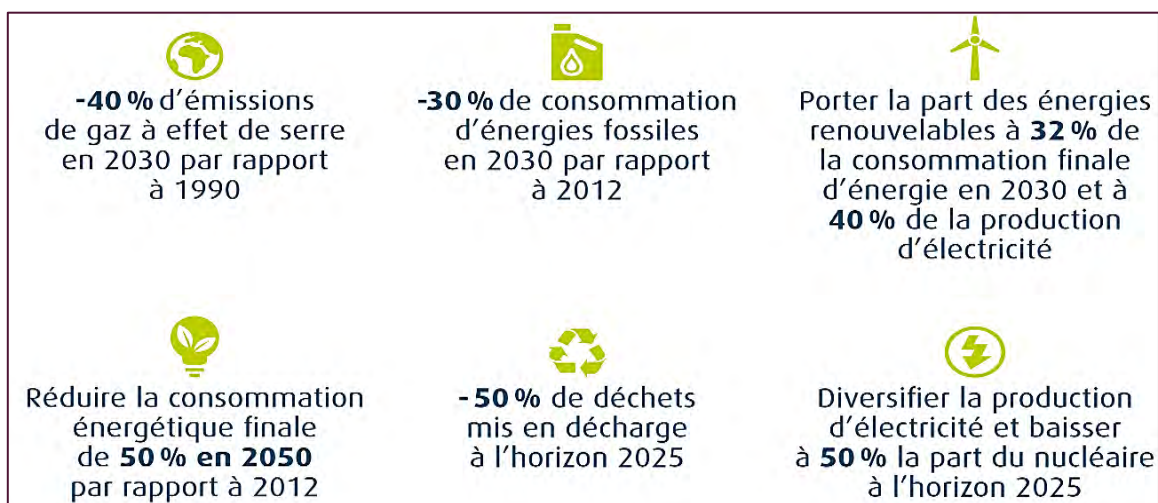 -40 % d'émissions
de gaz à effet de serre
en 2030 par rapport
à 1990
-30 % de consommation
d'énergies fossiles
en 2030 par rapport
à 2012
Porter la part des énergies
renouvelables à 32 % de
la consommation finale
d'énergie en 2030 et à
40 % de la production
d'électricité
Réduire la consommation
énergétique finale
de 50 % en 2050
par rapport à 2012
- 50 % de déchets
mis en décharge
à l'horizon 2025
Diversifier la production
d'électricité et baisser
à 50 % la part du nucléaire
à l'horizon 2025